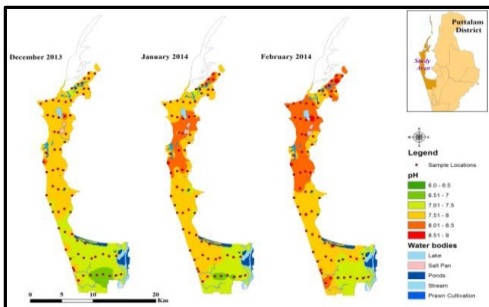 December 2013
January 2014
February 2014
Puttalam
District
Study
Area
Legend
Sample Locations
pH
6.0 - 6.5
6.51 - 7
7.01 - 7.5
7.51 - 8
8.01 - 8.5
8.51 - 9
Water bodies
Lake
Salt Pan
Ponds
Stream
Prawn Cultivation
0
10
20
Km